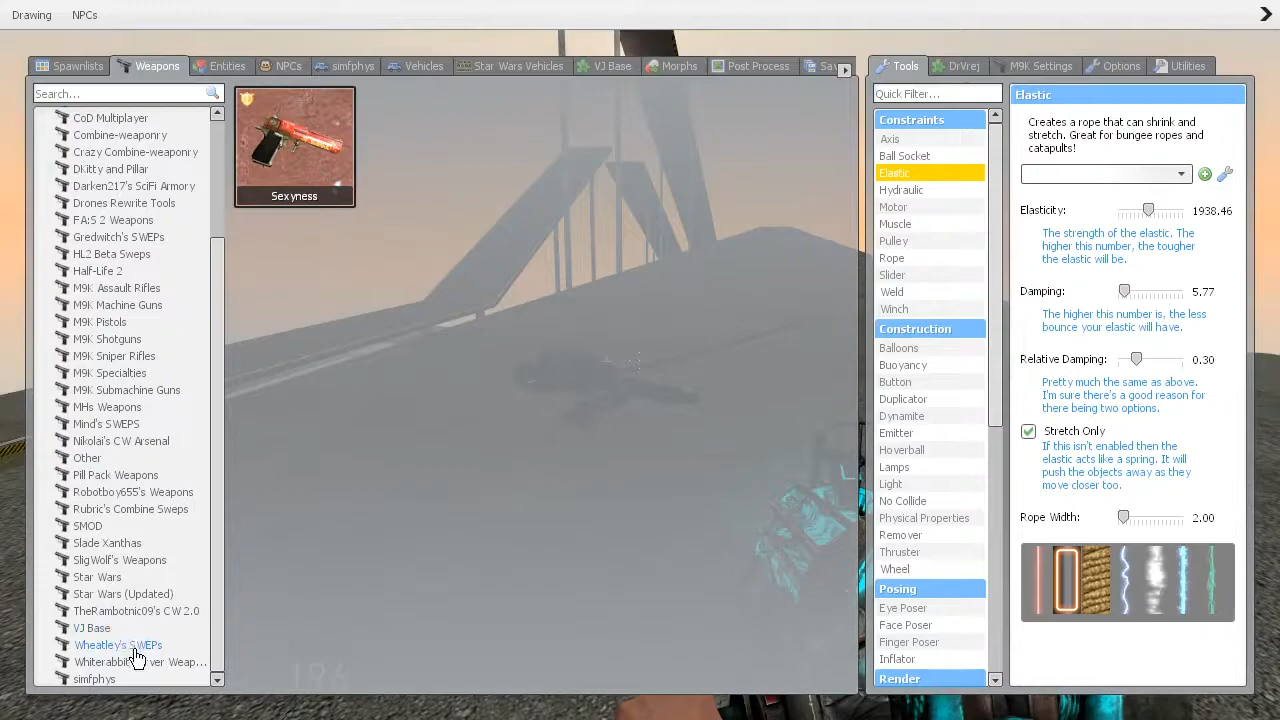 Drawing NPCs
Spawnlists Weapons Entities NPCs simfphys Vehicles Star Wars Vehicles VJ Base Morphs Post Process Sav
Search...
CoD Multiplayer
Combine-weaponry
Crazy Combine-weaponry
Dkitty and Pillar
Darken217's SciFi Armory
Drones Rewrite Tools
F.A.:S 2 Weapons
Gredwitch's SWEPs
HL2 Beta Sweps
Half-Life 2
M9K Assault Rifles
M9K Machine Guns
M9K Pistols
M9K Shotguns
M9K Sniper Rifles
M9K Specialties
M9K Submachine Guns
MHs Weapons
Mind's SWEPS
Nikolai's CW Arsenal
Other
Pill Pack Weapons
Robotboy655's Weapons
Rubric's Combine Sweps
SMOD
Slade Xanthas
SligWolf's Weapons
Star Wars
Star Wars (Updated)
TheRambotnic09's CW 2.0
VJ Base
Wheatley's SWEPs
Whiterabbit ver Weap...
simfphys
Sexyness
196
Tools DrVrej M9K Settings Options Utilities
Quick Filter...
Constraints
Axis
Ball Socket
Elastic
Hydraulic
Motor
Muscle
Pulley
Rope
Slider
Weld
Winch
Construction
Balloons
Buoyancy
Button
Duplicator
Dynamite
Emitter
Hoverball
Lamps
Light
No Collide
Physical Properties
Remover
Thruster
Wheel
Posing
Eye Poser
Face Poser
Finger Poser
Inflator
Render
Elastic
Creates a rope that can shrink and
stretch. Great for bungee ropes and
catapults!
Elasticity: 1938.46
The strength of the elastic. The
higher this number, the tougher
the elastic will be.
Damping: 5.77
The higher this number is, the less
bounce your elastic will have.
Relative Damping: 0.30
Pretty much the same as above.
I'm sure there's a good reason for
there being two options.
Stretch Only
If this isn't enabled then the
elastic acts like a spring. It will
push the objects away as they
move closer too.
Rope Width: 2.00